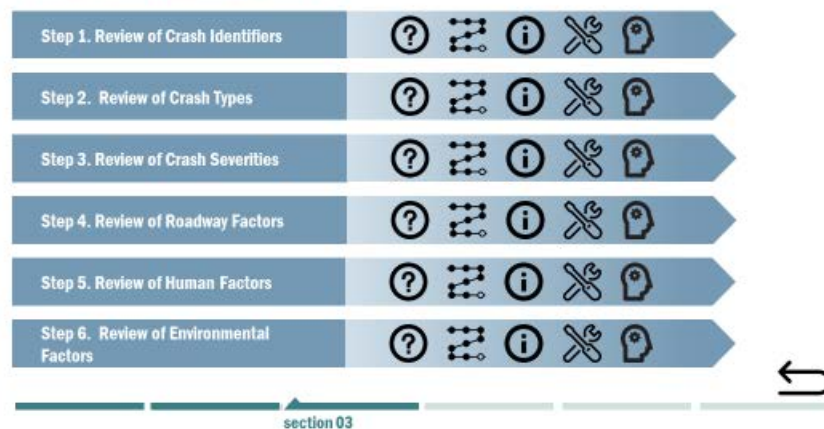 Step 1. Review of Crash Identifiers
Step 2. Review of Crash Types
Step 3. Review of Crash Severities
Step 4. Review of Roadway Factors
Step 5. Review of Human Factors
Step 6. Review of Environmental
Factors
section 03